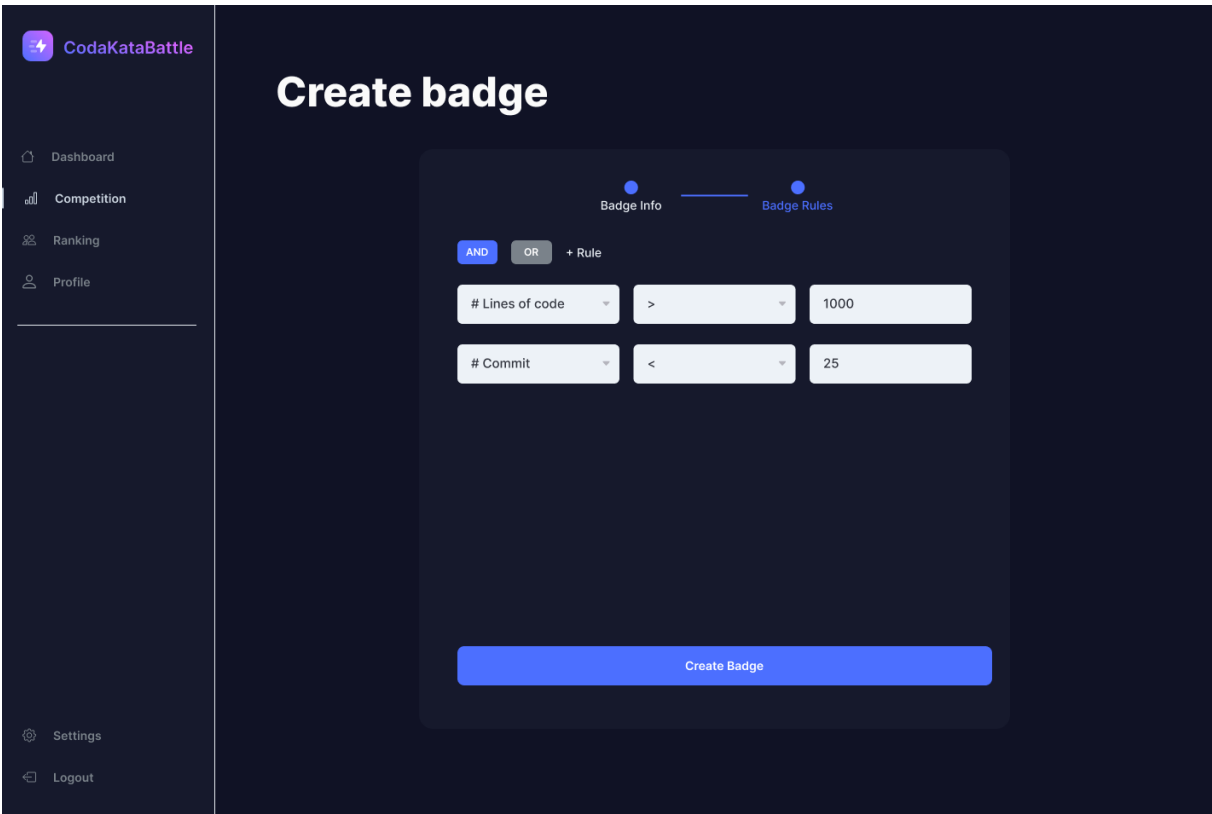 CodaKataBattle
Create badge
Dashboard
Competition
Ranking
Profile
Badge Info
Badge Rules
AND OR + Rule
# Lines of code > 1000
# Commit < 25
Create Badge
Settings
Logout